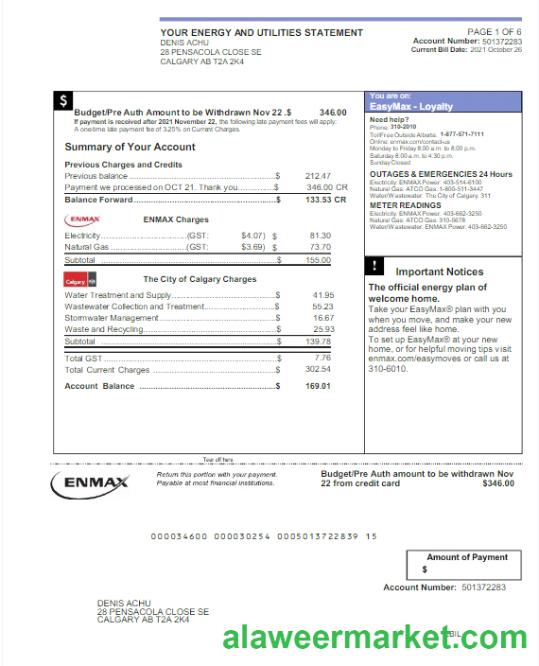 YOUR ENERGY AND UTILITIES STATEMENT
DENIS ACHU
28 PENSACOLA CLOSE SE
CALGARY AB T2A 2K4
PAGE 1 OF 6
Account Number: 501372283
Current Bill Date: 2021 October 26
$
Budget/Pre Auth Amount to be Withdrawn Nov 22 .$ 346.00
If payment is received after 2021 November 22, the following late payment fees will apply:
A onetime late payment fee of 3.25% on Current Charges.
Summary of Your Account
Previous Charges and Credits
Previous balance ...$ 212.47
Payment we processed on OCT 21. Thank you...$ 346.00 CR
Balance Forward...$ 133.53 CR
ENMAX
ENMAX Charges
Electricity...(GST: $4.07) $ 81.30
Natural Gas ...(GST: $3.69) $ 73.70
Subtotal ...$ 155.00
Calgary
The City of Calgary Charges
Water Treatment and Supply...$ 41.95
Wastewater Collection and Treatment...$ 55.23
Stormwater Management ...$ 16.67
Waste and Recycling...$ 25.93
Subtotal ...$ 139.78
Total GST ...$ 7.76
Total Current Charges ...$ 302.54
Account Balance ...$ 169.01
You are on:
EasyMax - Loyalty
Need help?
Phone: 310-2010
Toll Free Outside Alberta: 1-877-571-7111
Online: enmax.com/contact-us
Monday to Friday 8:00 a.m. to 8:00 p.m.
Saturday 8:00 a.m. to 4:30 p.m.
Sunday Closed
OUTAGES & EMERGENCIES 24 Hours
Electricity: ENMAX Power: 403-514-6100
Natural Gas: ATCO Gas: 1-800-511-3447
Water/Wastewater: The City of Calgary: 311
METER READINGS
Electricity: ENMAX Power: 403-662-3250
Natural Gas: ATCO Gas: 310-5678
Water/Wastewater: ENMAX Power: 403-662-3250
!
Important Notices
The official energy plan of
welcome home.
Take your EasyMax® plan with you
when you move, and make your new
address feel like home.
To set up EasyMax® at your new
home, or for helpful moving tips visit
enmax.com/easymoves or call us at
310-6010.
Tear off here
ENMAX
Return this portion with your payment.
Payable at most financial institutions.
Budget/Pre Auth amount to be withdrawn Nov
22 from credit card $346.00
000034600 000030254 0005013722839 15
Amount of Payment
$
Account Number: 501372283
DENIS ACHU
28 PENSACOLA CLOSE SE
CALGARY AB T2A 2K4
alaweermarket.com